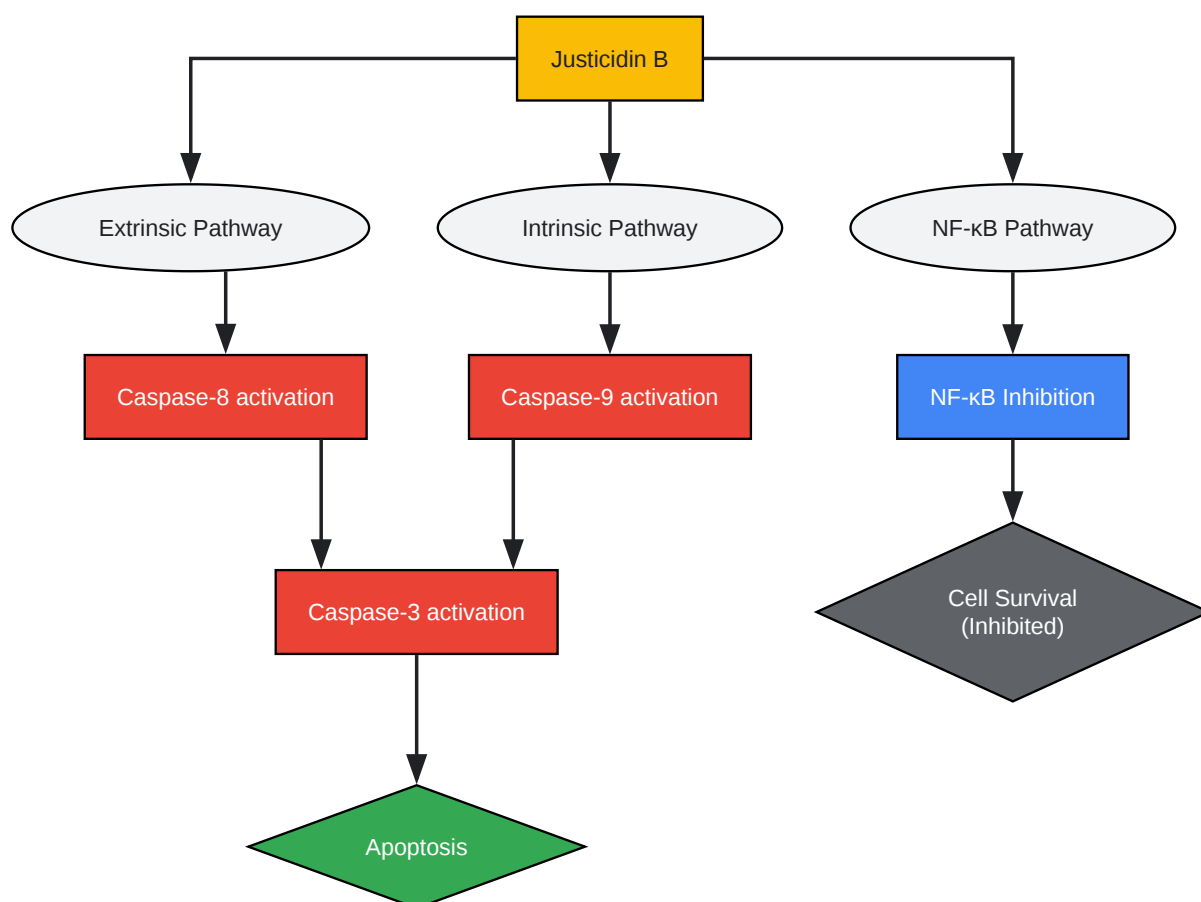 Justicidin B
Extrinsic Pathway
Intrinsic Pathway
NF-κB Pathway
Caspase-8 activation
Caspase-9 activation
NF-κB Inhibition
Caspase-3 activation
Cell Survival
(Inhibited)
Apoptosis